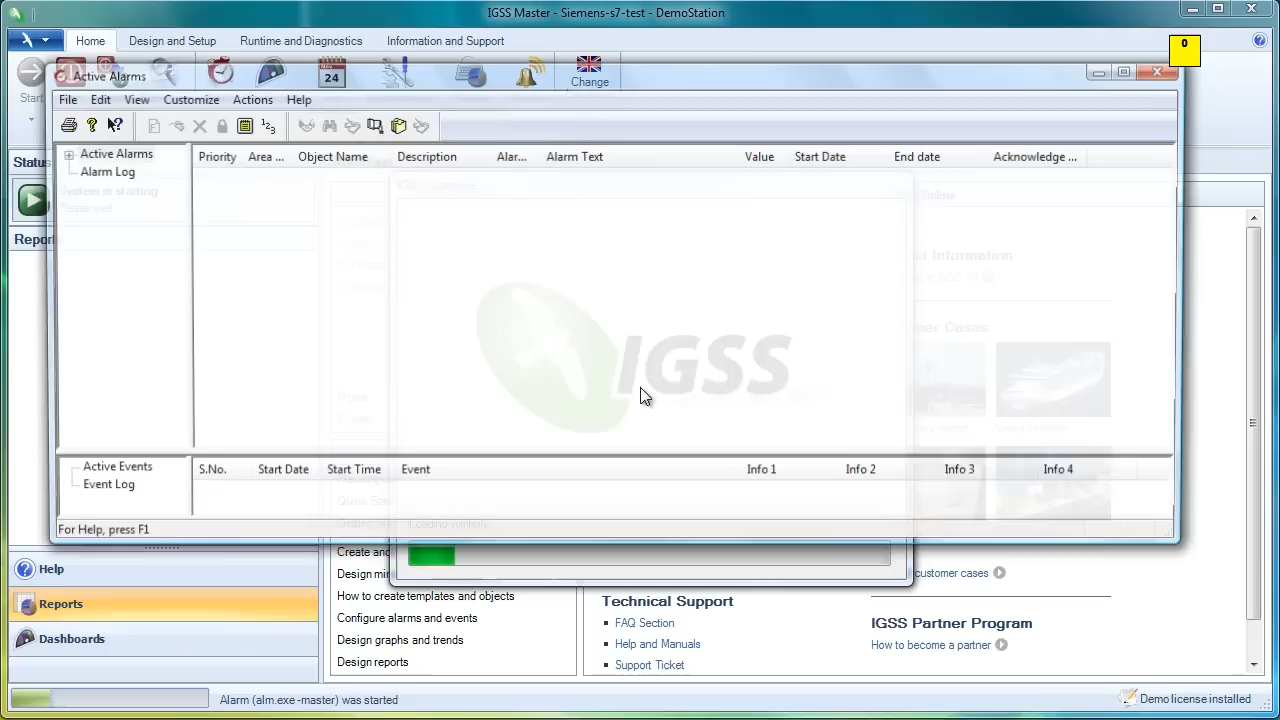 IGSS Master - Siemens-s7-test - DemoStation
Home
Design and Setup
Runtime and Diagnostics
Information and Support
0
Start
24
Change
Active Alarms
File Edit View Customize Actions Help
Status
System is starting
Active Alarms
Alarm Log
Priority Area ... Object Name Description Alar... Alarm Text Value Start Date End date Acknowledge ...
IGSS
Active Events
Event Log
S.No. Start Date Start Time Event Info 1 Info 2 Info 3 Info 4
Loading symbols
For Help, press F1
customer cases
Help
Reports
Dashboards
How to create templates and objects
Configure alarms and events
Design graphs and trends
Design reports
Technical Support
FAQ Section
Help and Manuals
Support Ticket
IGSS Partner Program
How to become a partner
Alarm (alm.exe -master) was started
Demo license installed